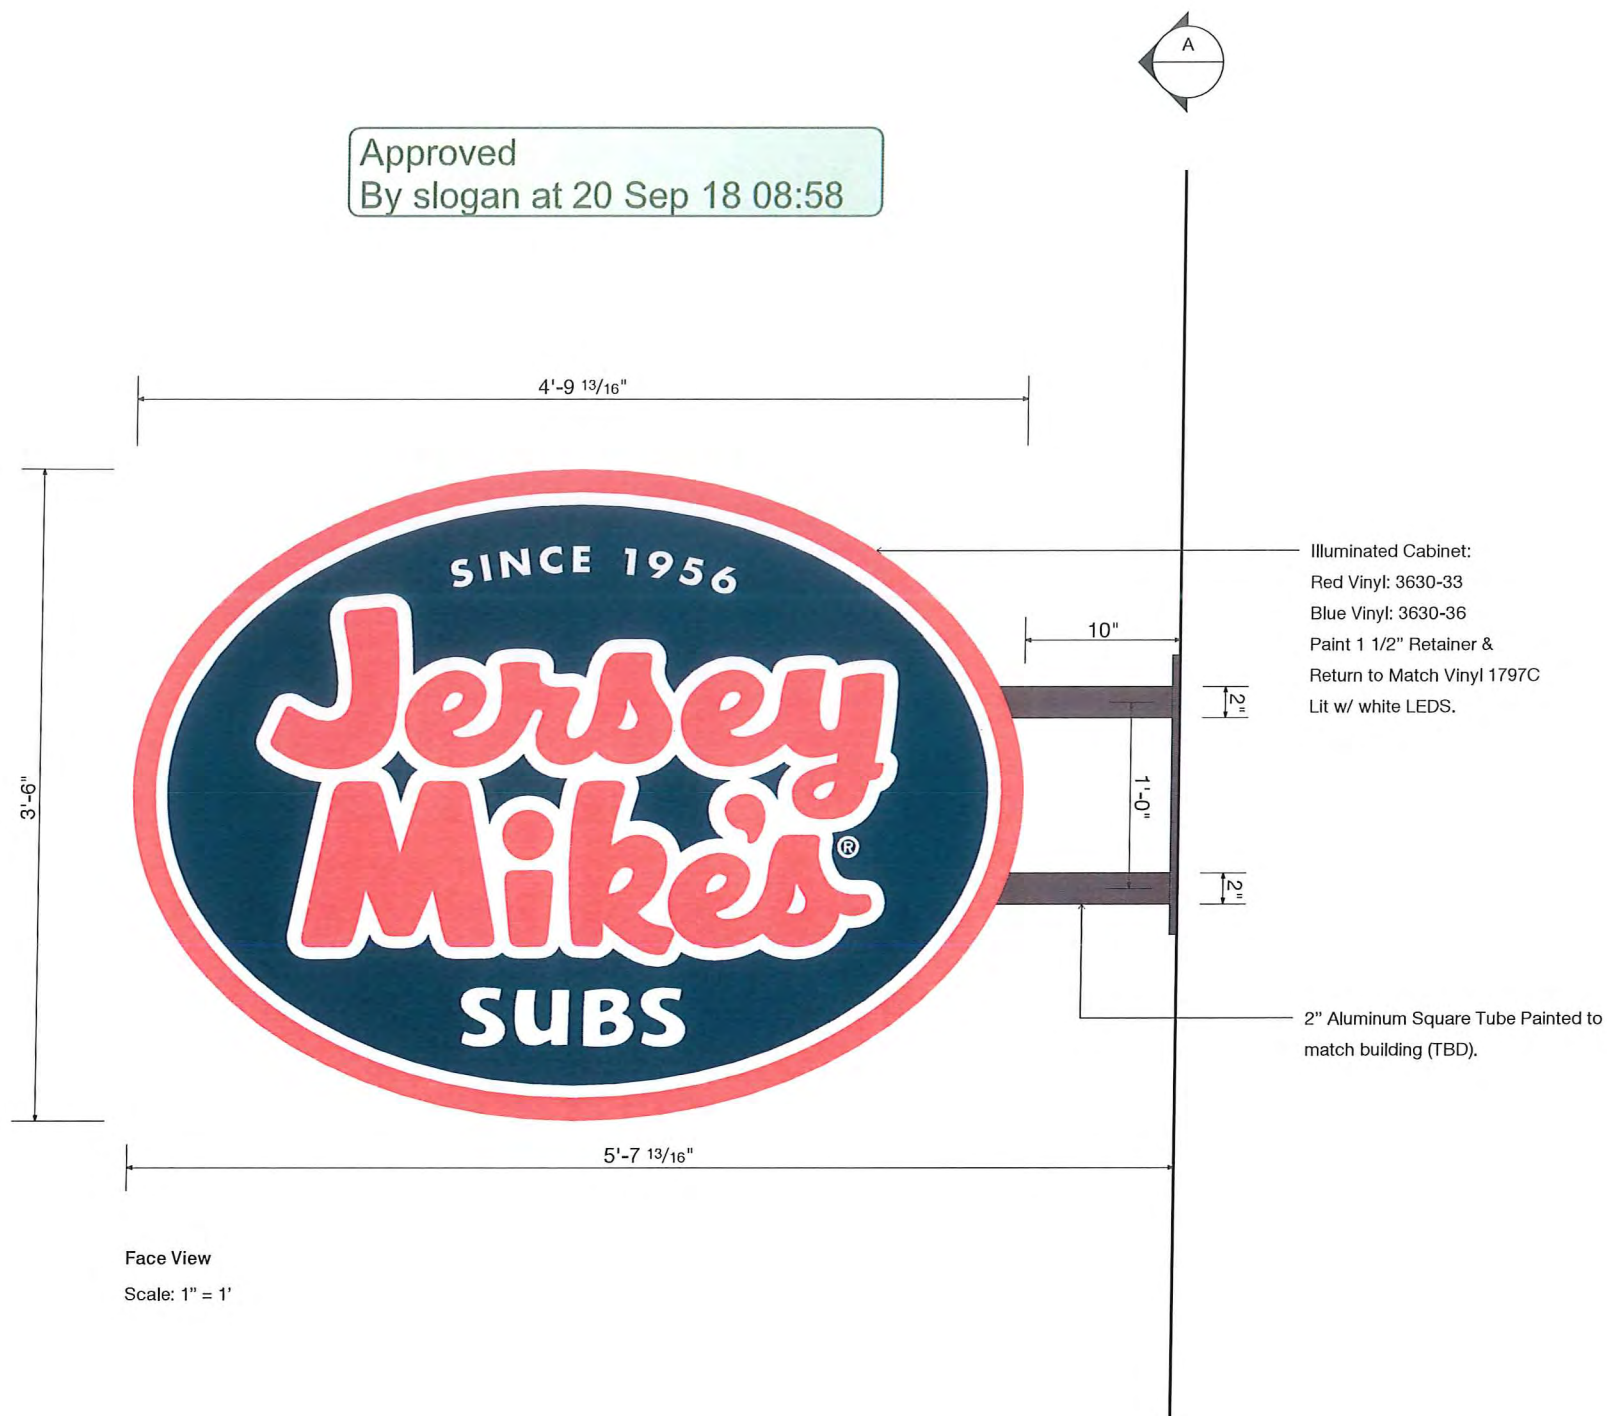 A
Approved
By slogan at 20 Sep 18 08:58
4'-9 13/16"
3'-6"
SINCE 1956
Jersey
Mike's®
SUBS
10"
2"
1'-0"
2"
Illuminated Cabinet:
Red Vinyl: 3630-33
Blue Vinyl: 3630-36
Paint 1 1/2" Retainer &
Return to Match Vinyl 1797C
Lit w/ white LEDS.
2" Aluminum Square Tube Painted to
match building (TBD).
5'-7 13/16"
Face View
Scale: 1" = 1'